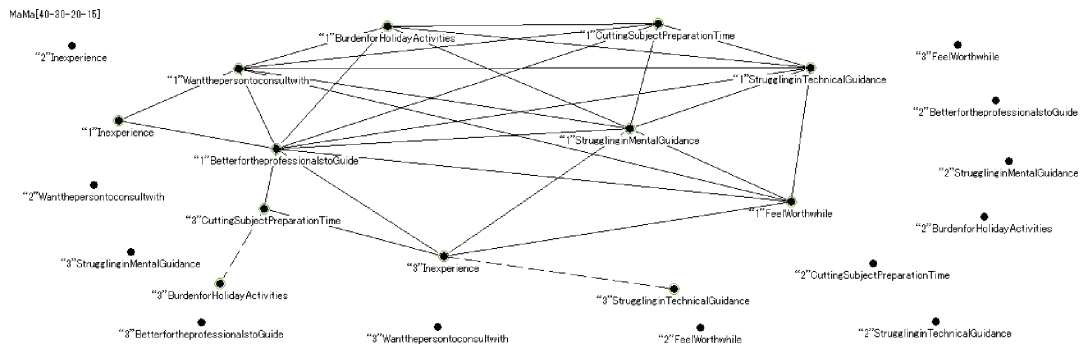 MaMa[40-30-20-15]
“1”BurdenforHolidayActivities
“1”CuttingSubjectPreparationTime
“2”Inexperience
“3”FeelWorthwhile
“1”Wantthepersontoconsultwith
“1”StrugglinginTechnicalGuidance
“2”BetterfortheprofessionalstoGuide
“1”Inexperience
“1”StrugglinginMentalGuidance
“1”BetterfortheprofessionalstoGuide
“2”StrugglinginMentalGuidance
“2”Wantthepersontoconsultwith
“1”FeelWorthwhile
“3”CuttingSubjectPreparationTime
“2”BurdenforHolidayActivities
“3”StrugglinginMentalGuidance
“3”Inexperience
“2”CuttingSubjectPreparationTime
“3”BurdenforHolidayActivities
“3”StrugglinginTechnicalGuidance
“3”BetterfortheprofessionalstoGuide
“3”Wantthepersontoconsultwith
“2”FeelWorthwhile
“2”StrugglinginTechnicalGuidance